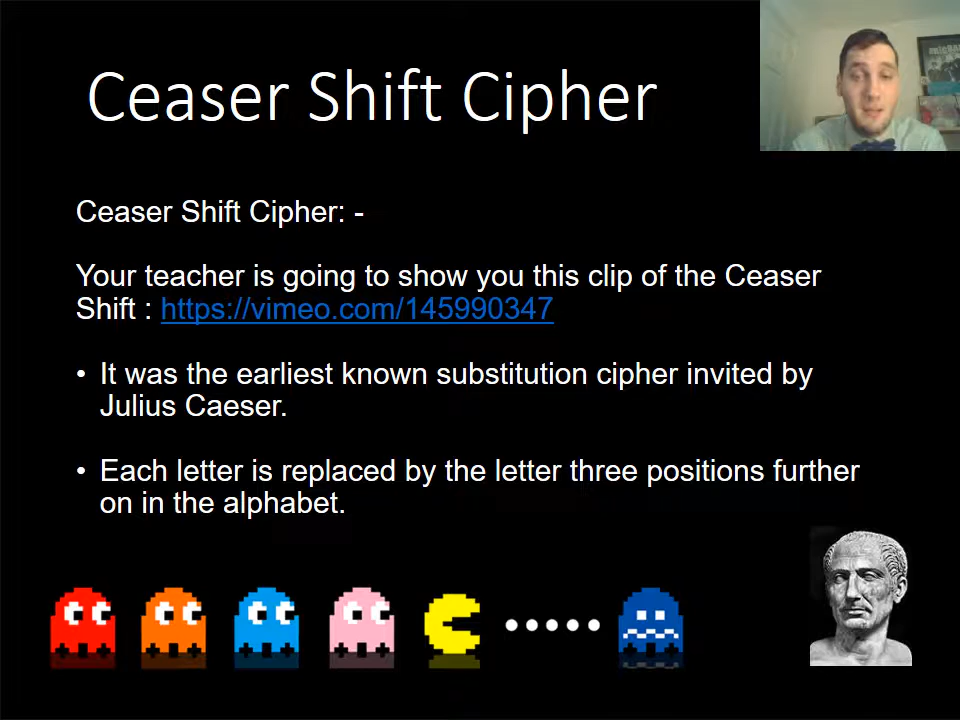 Ceaser Shift Cipher
Ceaser Shift Cipher: -
Your teacher is going to show you this clip of the Ceaser
Shift : https://vimeo.com/145990347
• It was the earliest known substitution cipher invited by
Julius Caeser.
• Each letter is replaced by the letter three positions further
on in the alphabet.